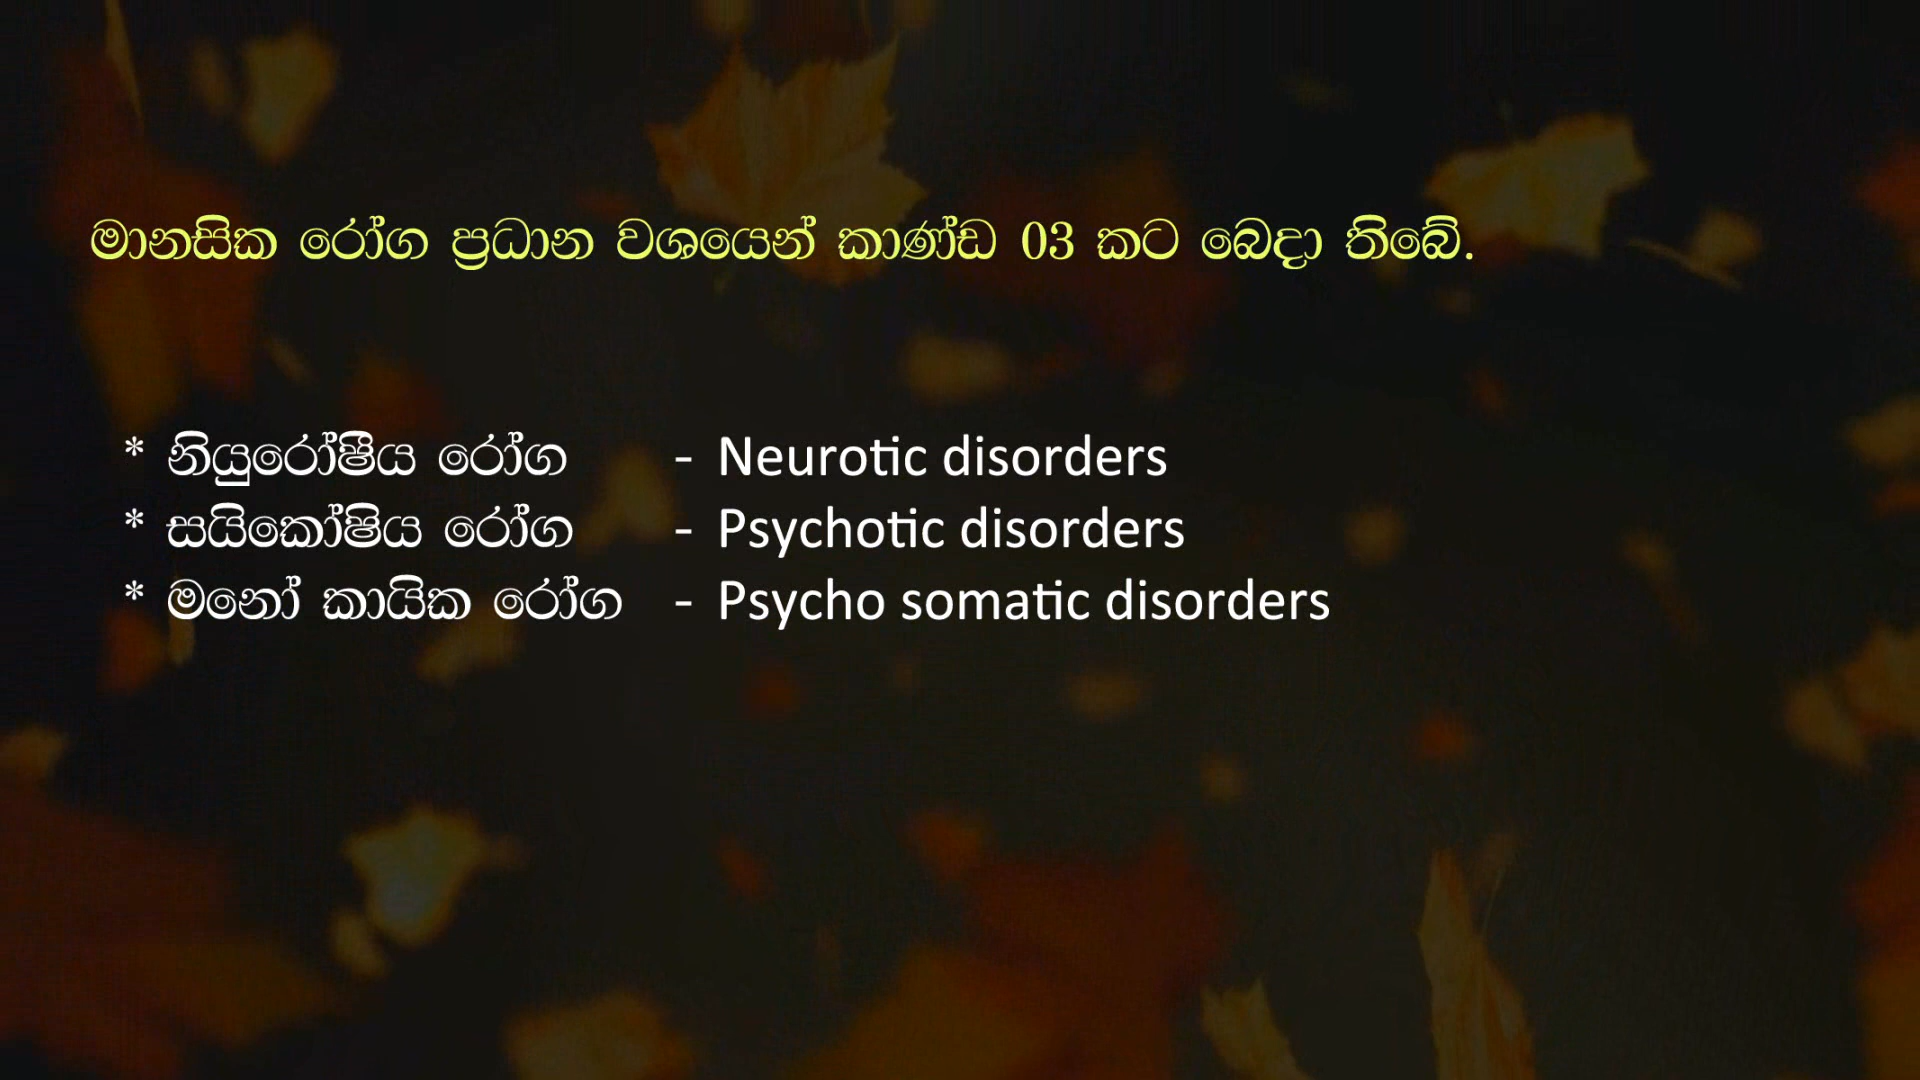 මානසික රෝග ප්‍රධාන වශයෙන් කාණ්ඩ 03 කට බෙදා තිබේ.
* නියුරෝෂීය රෝග - Neurotic disorders
* සයිකෝෂිය රෝග - Psychotic disorders
* මනෝ කායික රෝග - Psycho somatic disorders